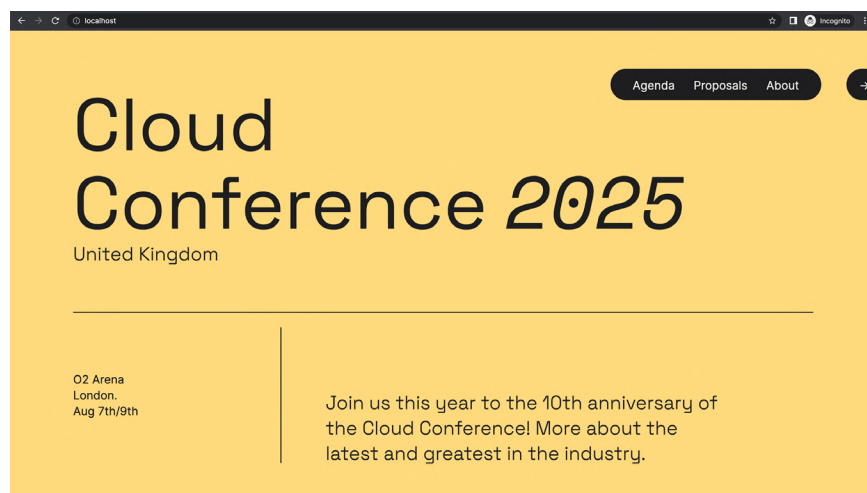 localhost
Incognito
Agenda Proposals About
Cloud
Conference 2025
United Kingdom
O2 Arena
London.
Aug 7th/9th
Join us this year to the 10th anniversary of
the Cloud Conference! More about the
latest and greatest in the industry.